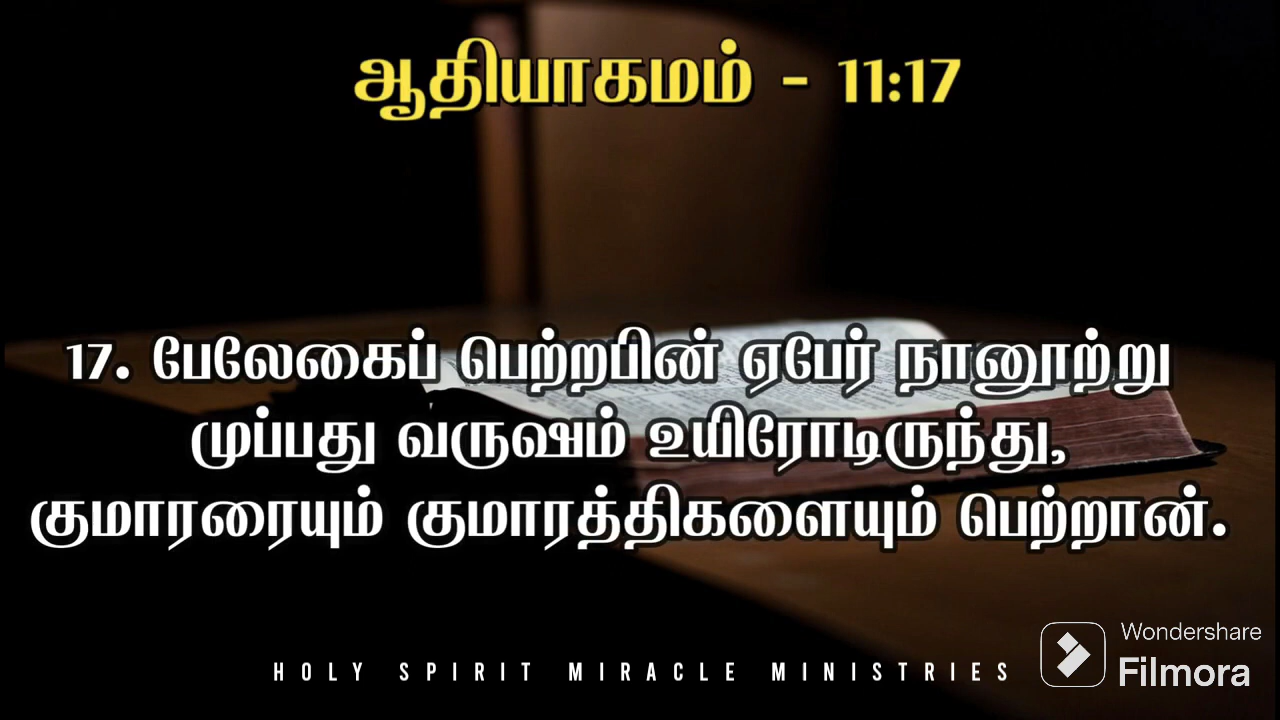 ஆதியாகமம் - 11:17
17. பேலேகைப் பெற்றபின் ஏபேர் நானூற்று
முப்பது வருஷம் உயிரோடிருந்து,
குமாரரையும் குமாரத்திகளையும் பெற்றான்.
HOLY SPIRIT MIRACLE MINISTRIES
Wondershare
Filmora